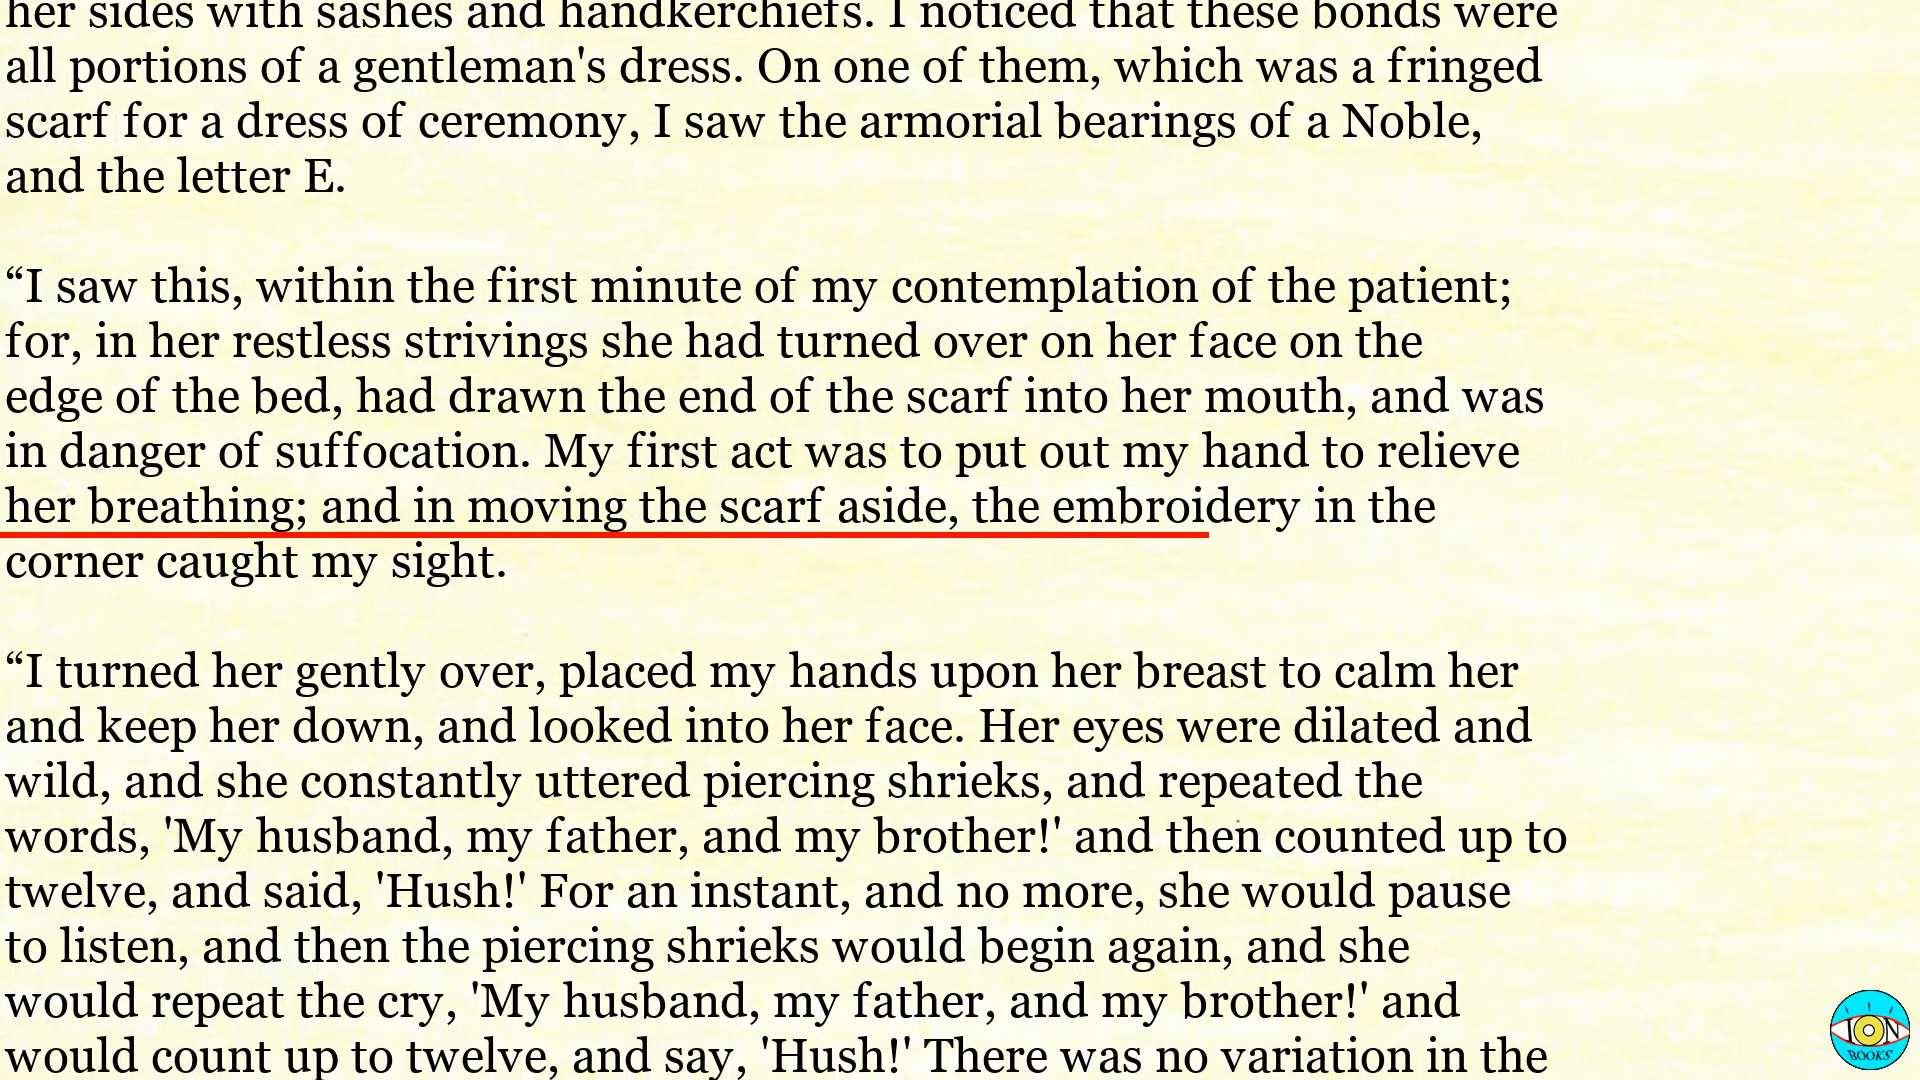 her sides with sashes and handkerchiefs. I noticed that these bonds were
all portions of a gentleman's dress. On one of them, which was a fringed
scarf for a dress of ceremony, I saw the armorial bearings of a Noble,
and the letter E.
“I saw this, within the first minute of my contemplation of the patient;
for, in her restless strivings she had turned over on her face on the
edge of the bed, had drawn the end of the scarf into her mouth, and was
in danger of suffocation. My first act was to put out my hand to relieve
her breathing; and in moving the scarf aside, the embroidery in the
corner caught my sight.
“I turned her gently over, placed my hands upon her breast to calm her
and keep her down, and looked into her face. Her eyes were dilated and
wild, and she constantly uttered piercing shrieks, and repeated the
words, 'My husband, my father, and my brother!' and then counted up to
twelve, and said, 'Hush!' For an instant, and no more, she would pause
to listen, and then the piercing shrieks would begin again, and she
would repeat the cry, 'My husband, my father, and my brother!' and
would count up to twelve, and say, 'Hush!' There was no variation in the
ION
BOOKS